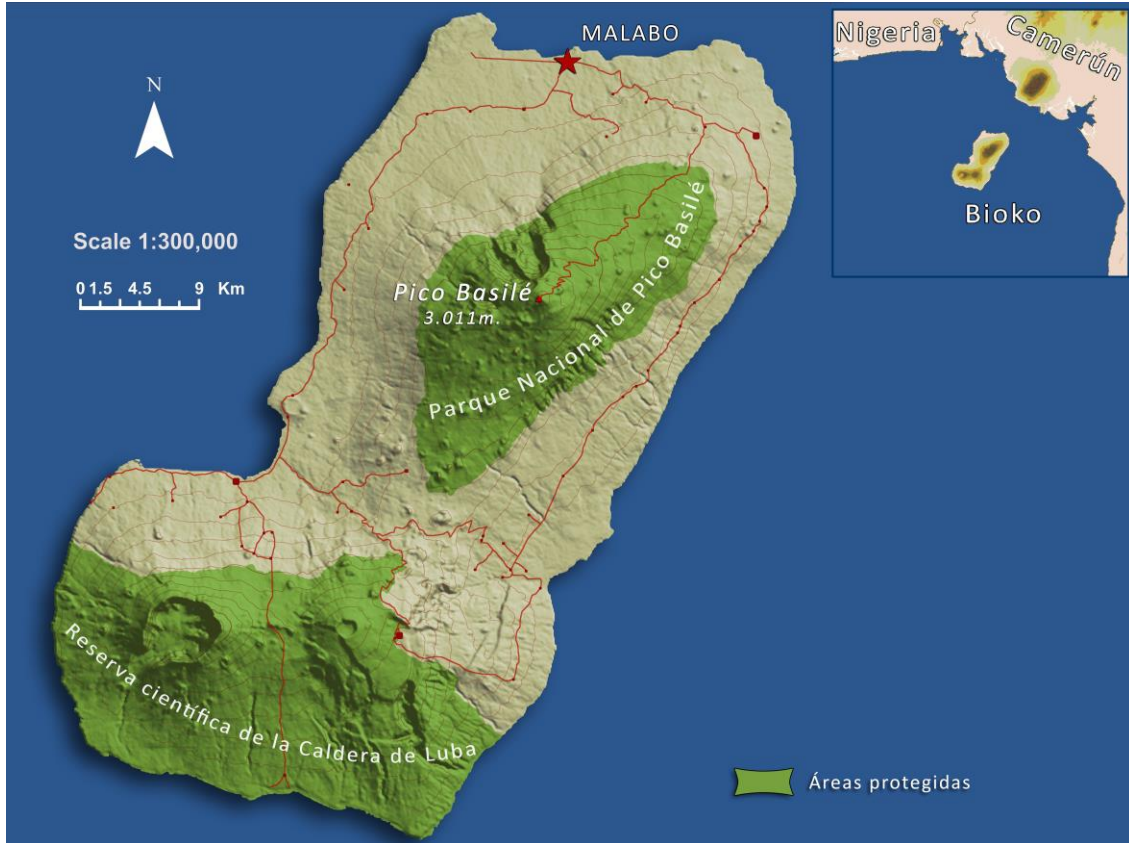 MALABO
Nigeria
Camerún
Bioko
N
Scale 1:300,000
0 1.5 4.5 9 Km
Pico Basilé
3.011m.
Parque Nacional de Pico Basilé
Reserva científica de la Caldera de Luba
Áreas protegidas